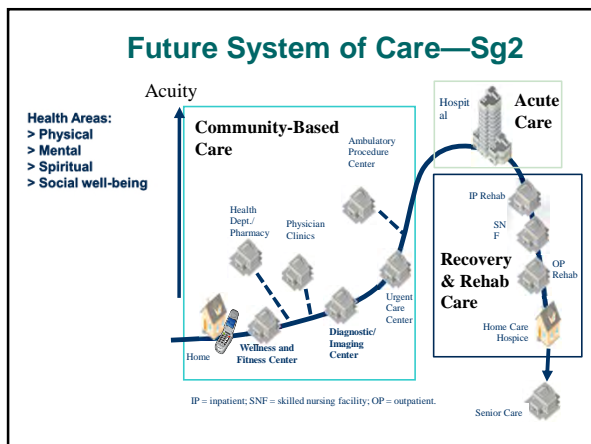 Future System of Care—Sg2
Acuity
Health Areas:
> Physical
> Mental
> Spiritual
> Social well-being
Community-Based
Care
Ambulatory
Procedure
Center
Health
Dept./
Pharmacy
Physician
Clinics
Home
Wellness and
Fitness Center
Diagnostic/
Imaging
Center
Urgent
Care
Center
Hospit
al
Acute
Care
IP Rehab
SN
F
OP
Rehab
Recovery
& Rehab
Care
Home Care
Hospice
Senior Care
IP = inpatient; SNF = skilled nursing facility; OP = outpatient.